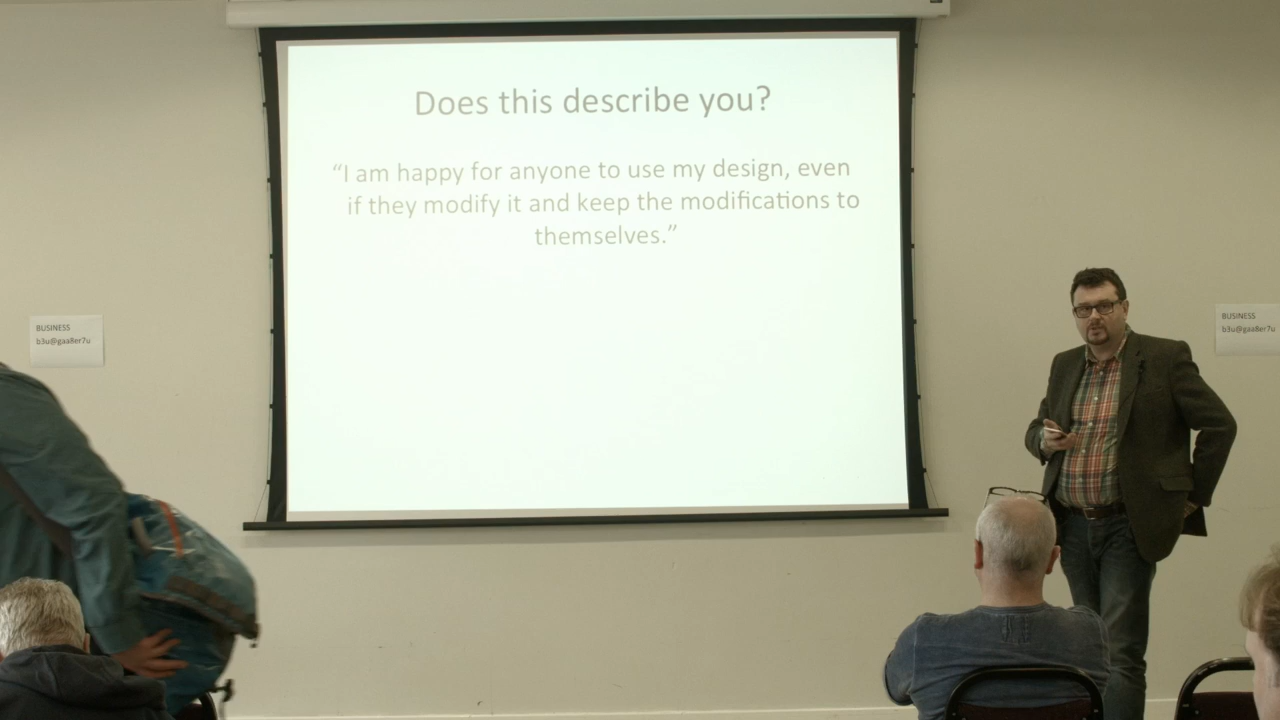 Does this describe you?
“I am happy for anyone to use my design, even
if they modify it and keep the modifications to
themselves.”
BUSINESS
b3u@gaa8er7u
BUSINESS
b3u@gaa8er7u